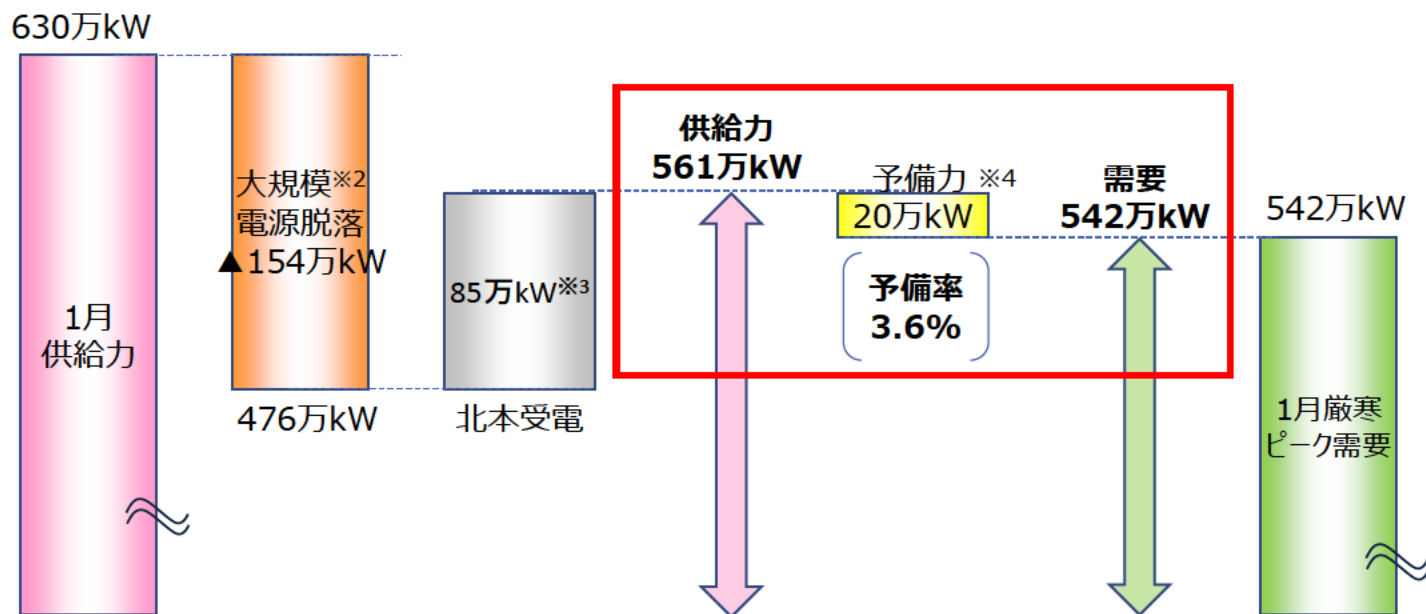 630万kW
1月
供給力
大規模※2
電源脱落
▲154万kW
476万kW
85万kW※3
北本受電
供給力
561万kW
予備力 ※4
20万kW
予備率
3.6%
需要
542万kW
542万kW
1月厳寒
ピーク需要